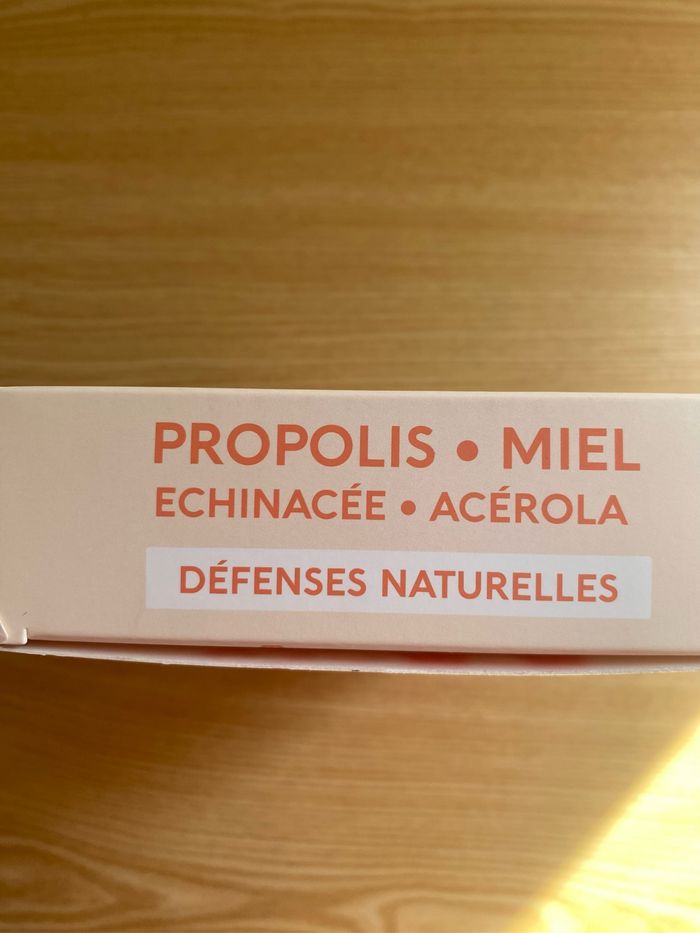 PROPOLIS • MIEL
ECHINACÉE • ACÉROLA
DÉFENSES NATURELLES